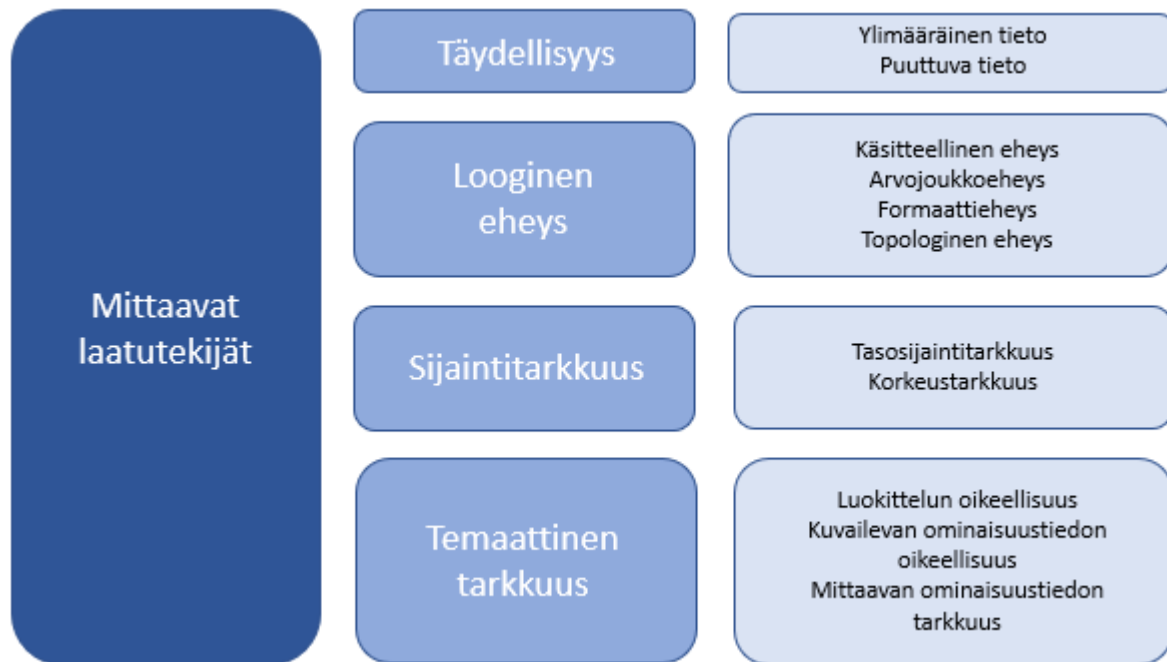 Mittaavat
laatutekijät
Täydellisyys
Ylimääräinen tieto
Puuttuva tieto
Looginen
eheys
Käsitteellinen eheys
Arvojoukkoeheys
Formaattieheys
Topologinen eheys
Sijaintitarkkuus
Tasosijaintitarkkuus
Korkeustarkkuus
Temaattinen
tarkkuus
Luokittelun oikeellisuus
Kuvailevan ominaisuustiedon
oikeellisuus
Mittaavan ominaisuustiedon
tarkkuus